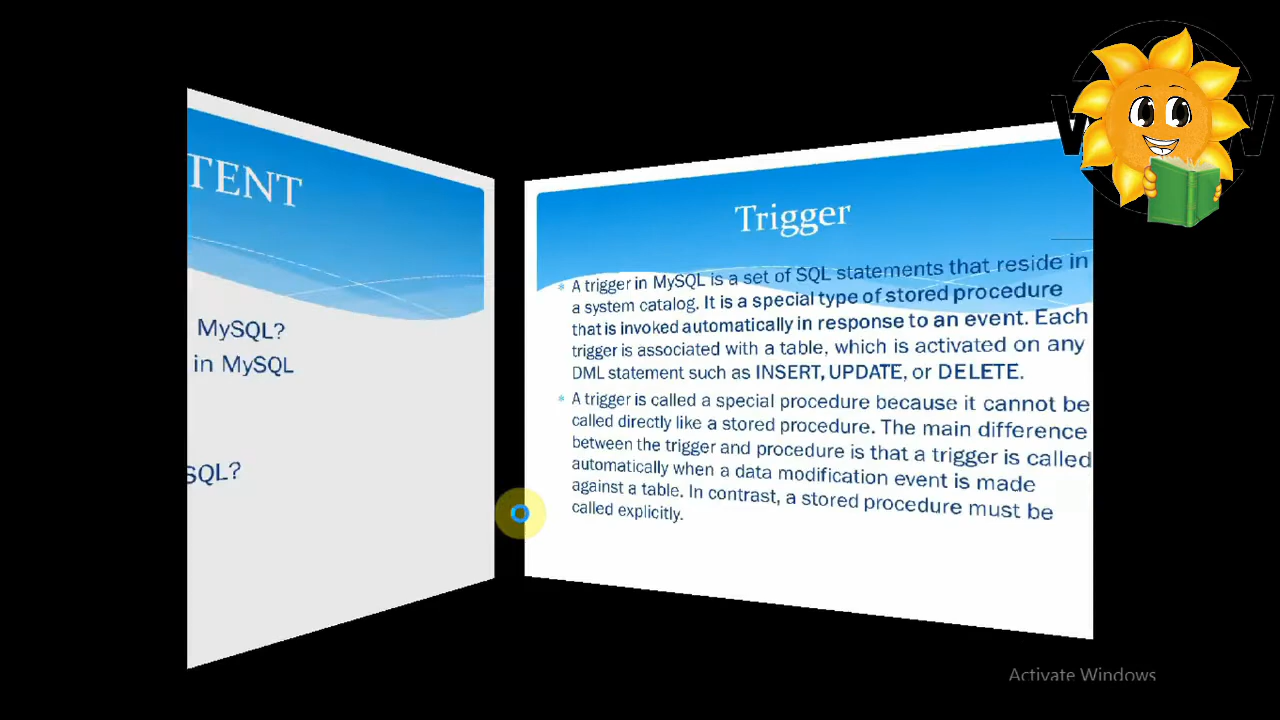 TENT
MySQL?
in MySQL
SQL?
Trigger
A trigger in MySQL is a set of SQL statements that reside in
a system catalog. It is a special type of stored procedure
that is invoked automatically in response to an event. Each
trigger is associated with a table, which is activated on any
DML statement such as INSERT, UPDATE, or DELETE.
A trigger is called a special procedure because it cannot be
called directly like a stored procedure. The main difference
between the trigger and procedure is that a trigger is called
automatically when a data modification event is made
against a table. In contrast, a stored procedure must be
called explicitly.
Activate Windows